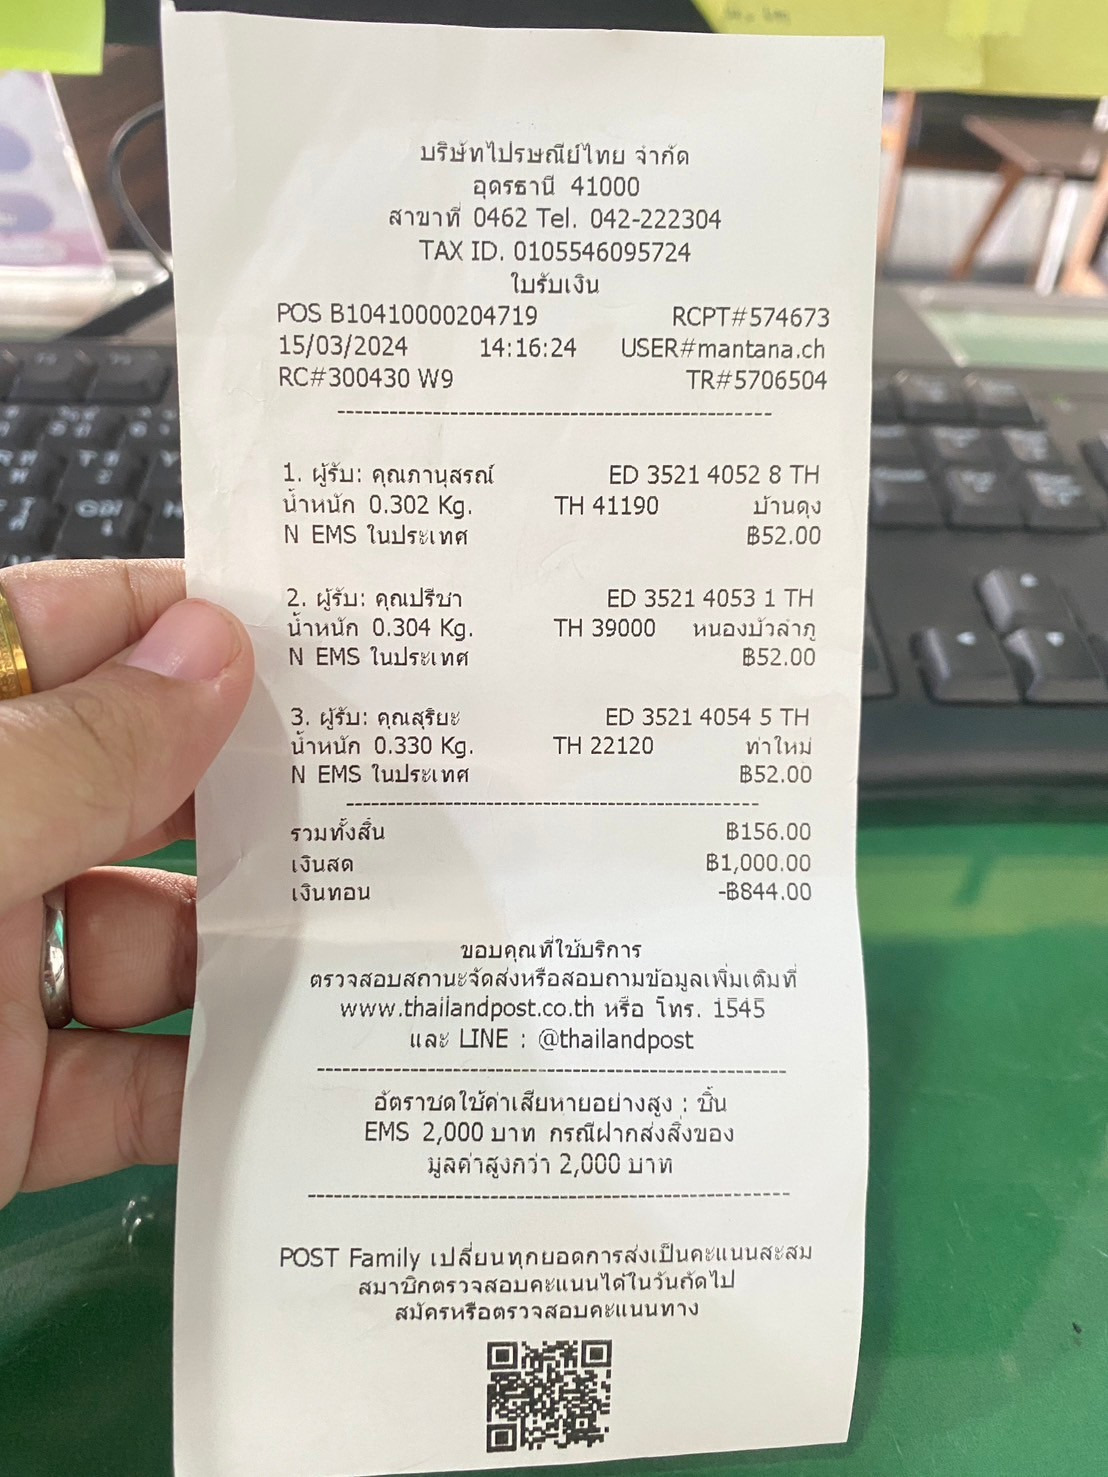 บริษัทไปรษณีย์ไทย จำกัด
อุดรธานี 41000
สาขาที่ 0462 Tel. 042-222304
TAX ID. 0105546095724
ใบรับเงิน
POS B10410000204719 RCPT#574673
15/03/2024 14:16:24 USER#mantana.ch
RC#300430 W9 TR#5706504
1. ผู้รับ: คุณภานุสรณ์ ED 3521 4052 8 TH
น้ำหนัก 0.302 Kg. TH 41190 บ้านดุง
N EMS ในประเทศ ฿52.00
2. ผู้รับ: คุณปรีชา ED 3521 4053 1 TH
น้ำหนัก 0.304 Kg. TH 39000 หนองบัวลำภู
N EMS ในประเทศ ฿52.00
3. ผู้รับ: คุณสุริยะ ED 3521 4054 5 TH
น้ำหนัก 0.330 Kg. TH 22120 ท่าใหม่
N EMS ในประเทศ ฿52.00
รวมทั้งสิ้น ฿156.00
เงินสด ฿1,000.00
เงินทอน -฿844.00
ขอบคุณที่ใช้บริการ
ตรวจสอบสถานะจัดส่งหรือสอบถามข้อมูลเพิ่มเติมที่
www.thailandpost.co.th หรือ โทร. 1545
และ LINE : @thailandpost
อัตราชดใช้ค่าเสียหายอย่างสูง : ชิ้น
EMS 2,000 บาท กรณีฝากส่งสิ่งของ
มูลค่าสูงกว่า 2,000 บาท
POST Family เปลี่ยนทุกยอดการส่งเป็นคะแนนสะสม
สมาชิกตรวจสอบคะแนนได้ในวันถัดไป
สมัครหรือตรวจสอบคะแนนทาง